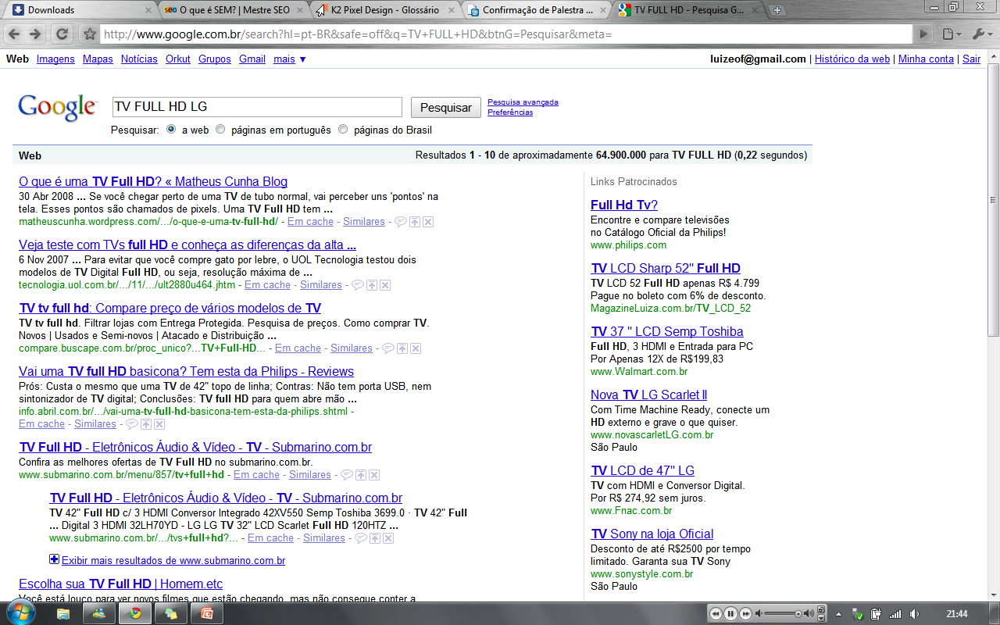 Downloads
seo O que é SEM? | Mestre SEO
K2 Pixel Design - Glossário
Confirmação de Palestra ...
TV FULL HD - Pesquisa G...
http://www.google.com.br/search?hl=pt-BR&safe=off&q=TV+FULL+HD&btnG=Pesquisar&meta=
Web Imagens Mapas Notícias Orkut Grupos Gmail mais ▼
luizeof@gmail.com | Histórico da web | Minha conta | Sair
Google
TV FULL HD LG
Pesquisar
Pesquisa avançada
Preferências
Pesquisar: a web páginas em português páginas do Brasil
Web
Resultados 1 - 10 de aproximadamente 64.900.000 para TV FULL HD (0,22 segundos)
O que é uma TV Full HD? « Matheus Cunha Blog
30 Abr 2008 ... Se você chegar perto de uma TV de tubo normal, vai perceber uns 'pontos' na
tela. Esses pontos são chamados de pixels. Uma TV Full HD tem ...
matheuscunha.wordpress.com/.../o-que-e-uma-tv-full-hd/ - Em cache - Similares -
Veja teste com TVs full HD e conheça as diferenças da alta ...
6 Nov 2007 ... Para evitar que você compre gato por lebre, o UOL Tecnologia testou dois
modelos de TV Digital Full HD, ou seja, resolução máxima de ...
tecnologia.uol.com.br/.../11/.../ult2880u464.jhtm - Em cache - Similares -
TV tv full hd: Compare preço de vários modelos de TV
TV tv full hd. Filtrar lojas com Entrega Protegida. Pesquisa de preços. Como comprar TV.
Novos | Usados e Semi-novos | Atacado e Distribuição ...
compare.buscape.com.br/proc_unico?...TV+Full-HD... - Em cache - Similares -
Vai uma TV full HD basicona? Tem esta da Philips - Reviews
Prós: Custa o mesmo que uma TV de 42" topo de linha; Contras: Não tem porta USB, nem
sintonizador de TV digital; Conclusões: TV full HD para quem abre mão ...
info.abril.com.br/.../vai-uma-tv-full-hd-basicona-tem-esta-da-philips.shtml -
Em cache - Similares -
TV Full HD - Eletrônicos Áudio & Vídeo - TV - Submarino.com.br
Confira as melhores ofertas de TV Full HD no submarino.com.br.
www.submarino.com.br/menu/857/tv+full+hd - Em cache - Similares -
TV Full HD - Eletrônicos Áudio & Vídeo - TV - Submarino.com.br
TV 42" Full HD c/ 3 HDMI Conversor Integrado 42XV550 Semp Toshiba 3699.0 · TV 42" Full
... Digital 3 HDMI 32LH70YD - LG LG TV 32" LCD Scarlet Full HD 120HTZ ...
www.submarino.com.br/.../tvs+full+hd?... - Em cache - Similares -
Exibir mais resultados de www.submarino.com.br
Escolha sua TV Full HD | Homem.etc
Você está louco para ver novos filmes que estão chegando, mas não consegue conter a
Links Patrocinados
Full Hd Tv?
Encontre e compare televisões
no Catálogo Oficial da Philips!
www.philips.com
TV LCD Sharp 52" Full HD
TV LCD 52 Full HD apenas R$ 4.799
Pague no boleto com 6% de desconto.
MagazineLuiza.com.br/TV_LCD_52
TV 37 " LCD Semp Toshiba
Full HD, 3 HDMI e Entrada para PC
Por Apenas 12X de R$199,83
www.Walmart.com.br
Nova TV LG Scarlet II
Com Time Machine Ready, conecte um
HD externo e grave o que quiser.
www.novascarletLG.com.br
São Paulo
TV LCD de 47" LG
TV com HDMI e Conversor Digital.
Por R$ 274,92 sem juros.
www.Fnac.com.br
TV Sony na loja Oficial
Desconto de até R$2500 por tempo
limitado. Garanta sua TV Sony
www.sonystyle.com.br
São Paulo
21:44